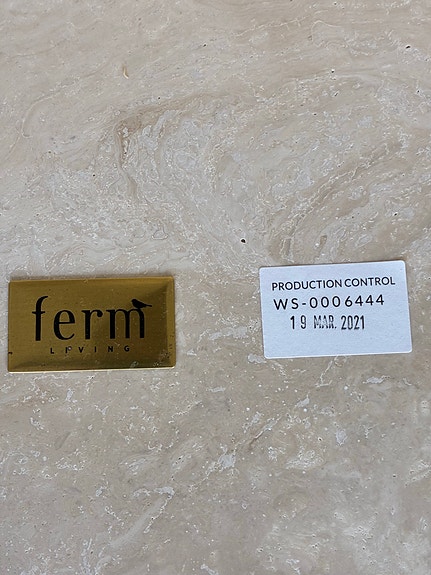 ferm
LIVING
PRODUCTION CONTROL
WS-0006444
19 MAR. 2021